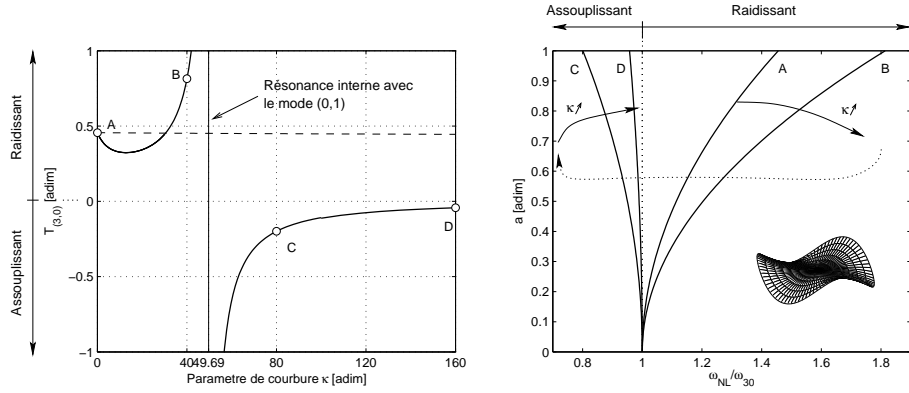 Raidissant
Assouplissant
T(3,0) [adim]
1
0.5
0
−0.5
−1
0
40
49.69
80
120
160
Parametre de courbure κ [adim]
A
B
C
D
Résonance interne avec
le mode (0,1)
Assouplissant
Raidissant
a [adim]
1
0.9
0.8
0.7
0.6
0.5
0.4
0.3
0.2
0.1
0
0.8
1
1.2
1.4
1.6
1.8
ωNL/ω30
C
D
A
B
κ
κ